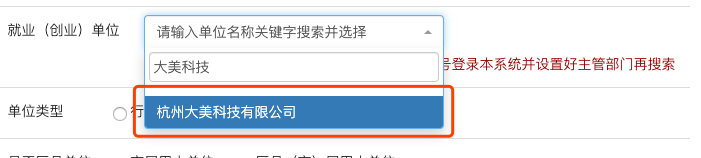 就业（创业）单位
请输入单位名称关键字搜索并选择
大美科技
号登录本系统并设置好主管部门再搜索
单位类型
行
杭州大美科技有限公司